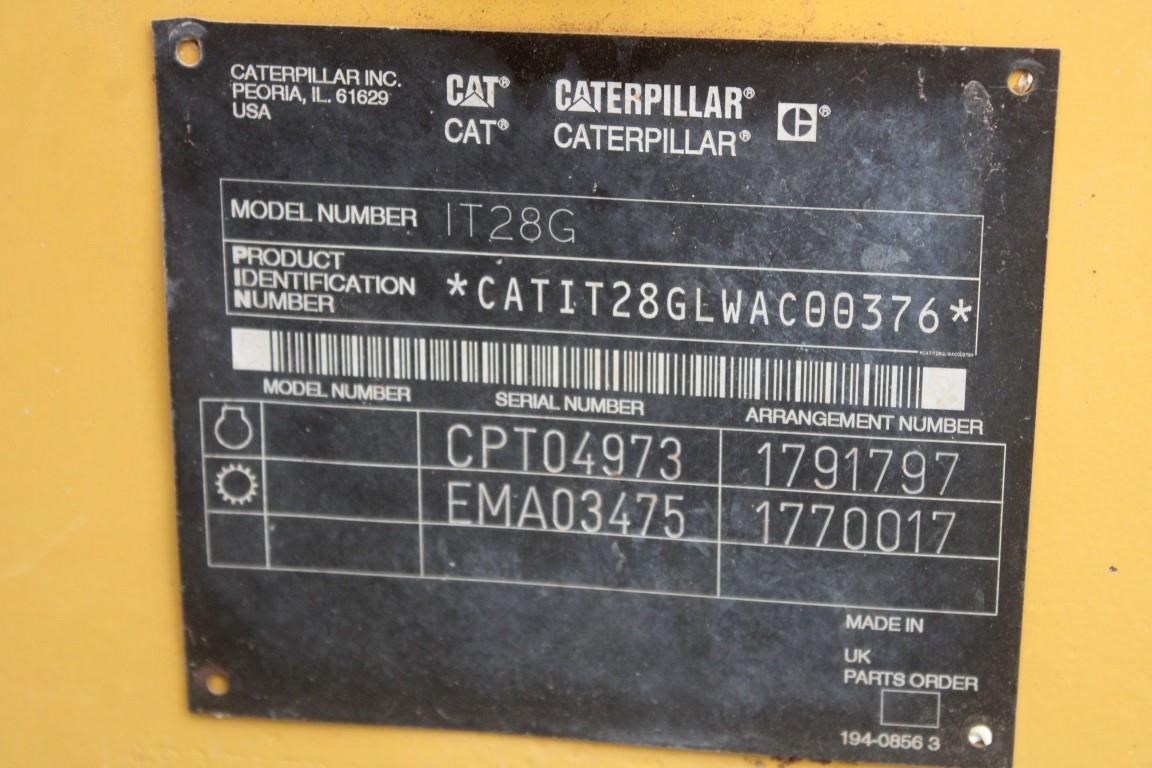 CATERPILLAR INC.
PEORIA, IL. 61629
USA
CAT®
CAT®
CATERPILLAR®
CATERPILLAR®
®
MODEL NUMBER IT28G
PRODUCT
IDENTIFICATION
NUMBER
*CATIT28GLWAC00376*
MODEL NUMBER SERIAL NUMBER ARRANGEMENT NUMBER
CPT04973 1791797
EMA03475 1770017
MADE IN
UK
PARTS ORDER
194-0856 3